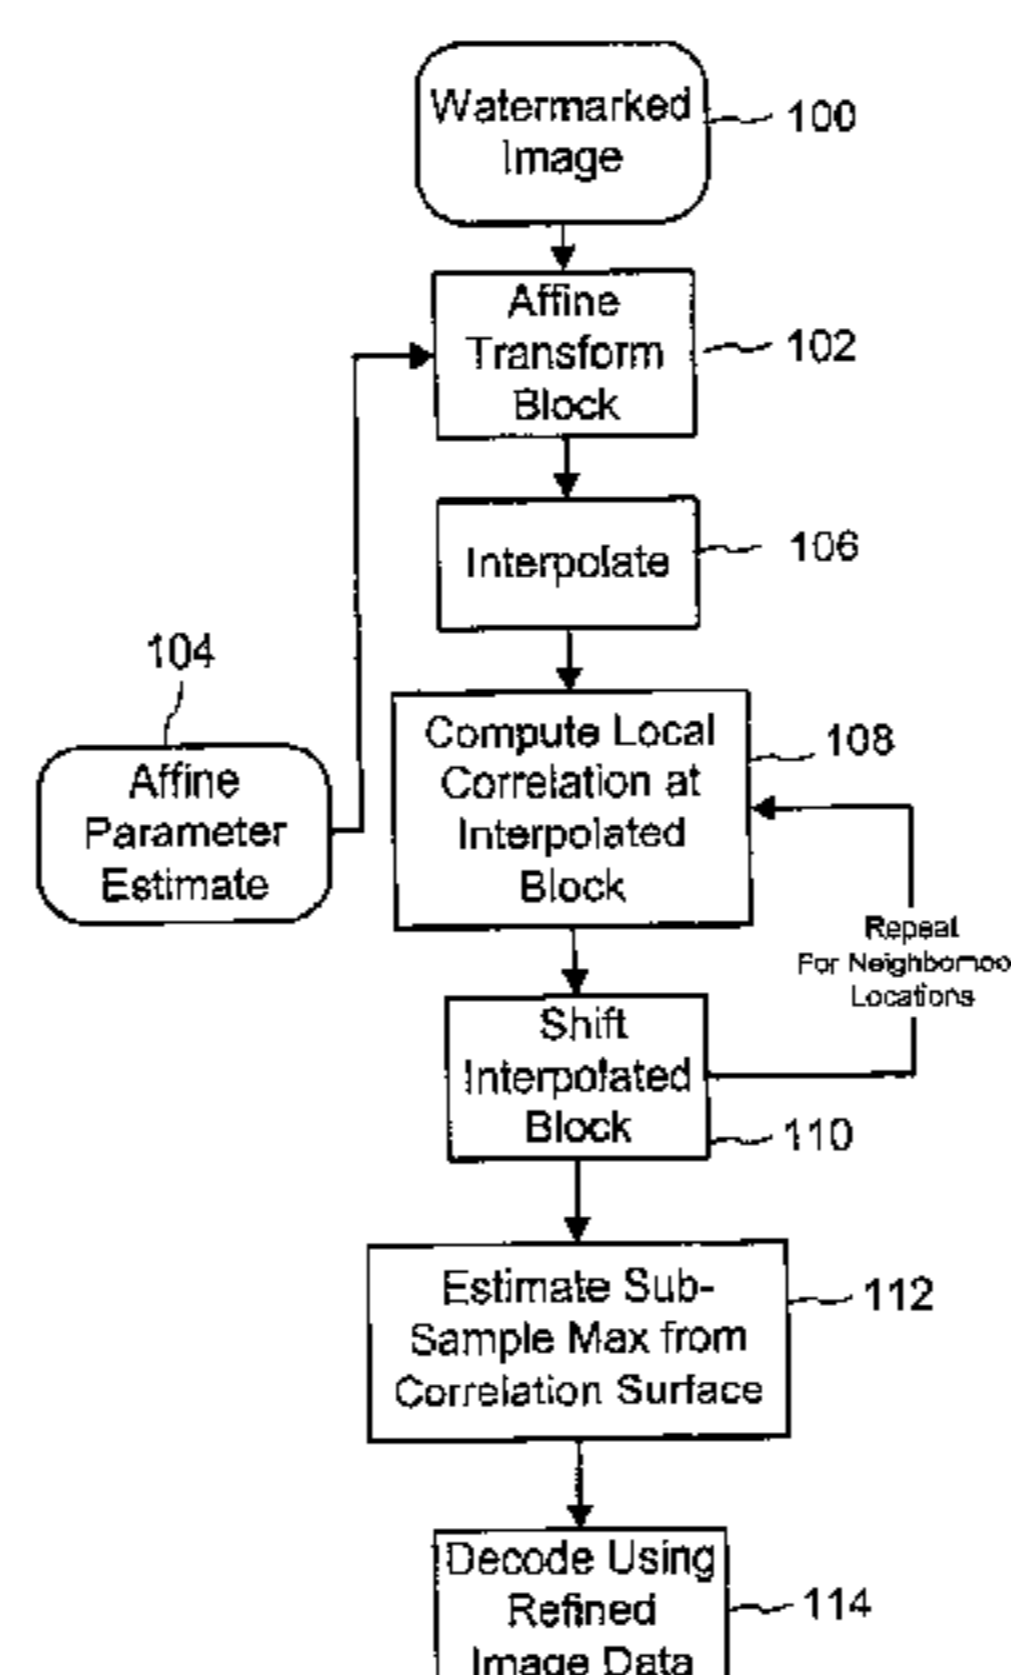 Watermarked
Image
100
Affine
Transform
Block
102
Interpolate
106
104
Affine
Parameter
Estimate
Compute Local
Correlation at
Interpolated
Block
108
Repeat
For
Locations
Shift
Interpolated
Block
110
Estimate Sub-
Sample Max from
Correlation Surface
112
Decode Using
Refined
Image Data
114